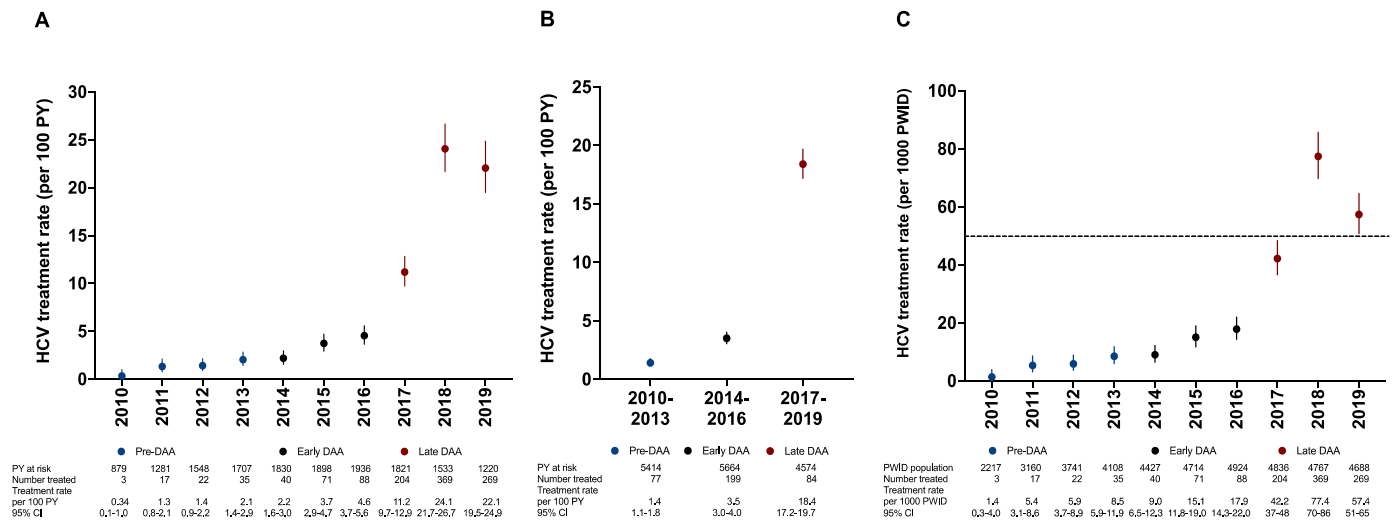 A
HCV treatment rate (per 100 PY)
30
25
20
15
10
5
0
2010 2011 2012 2013 2014 2015 2016 2017 2018 2019
Pre-DAA Early DAA Late DAA
PY at risk 879 1281 1548 1707 1830 1898 1936 1821 1533 1220
Number treated 3 17 22 35 40 71 88 204 369 269
Treatment rate
per 100 PY 0.34 1.3 1.4 2.1 2.2 3.7 4.6 11.2 24.1 22.1
95% CI 0.1-1.0 0.8-2.1 0.9-2.2 1.4-2.9 1.6-3.0 2.9-4.7 3.7-5.6 9.7-12.9 21.7-26.7 19.5-24.9
B
HCV treatment rate (per 100 PY)
25
20
15
10
5
0
2010-
2013
2014-
2016
2017-
2019
Pre-DAA Early DAA Late DAA
PY at risk 5414 5664 4574
Number treated 77 199 84
Treatment rate
per 100 PY 1.4 3.5 18.4
95% CI 1.1-1.8 3.0-4.0 17.2-19.7
C
HCV treatment rate (per 1000 PWID)
100
80
60
40
20
0
2010 2011 2012 2013 2014 2015 2016 2017 2018 2019
Pre-DAA Early DAA Late DAA
PWID population 2217 3160 3741 4108 4427 4714 4924 4836 4767 4688
Number treated 3 17 22 35 40 71 88 204 369 269
Treatment rate
per 1000 PWID 1.4 5.4 5.9 8.5 9.0 15.1 17.9 42.2 77.4 57.4
95% CI 0.3-4.0 3.1-8.6 3.7-8.9 5.9-11.9 6.5-12.3 11.8-19.0 14.3-22.0 37-48 70-86 51-65